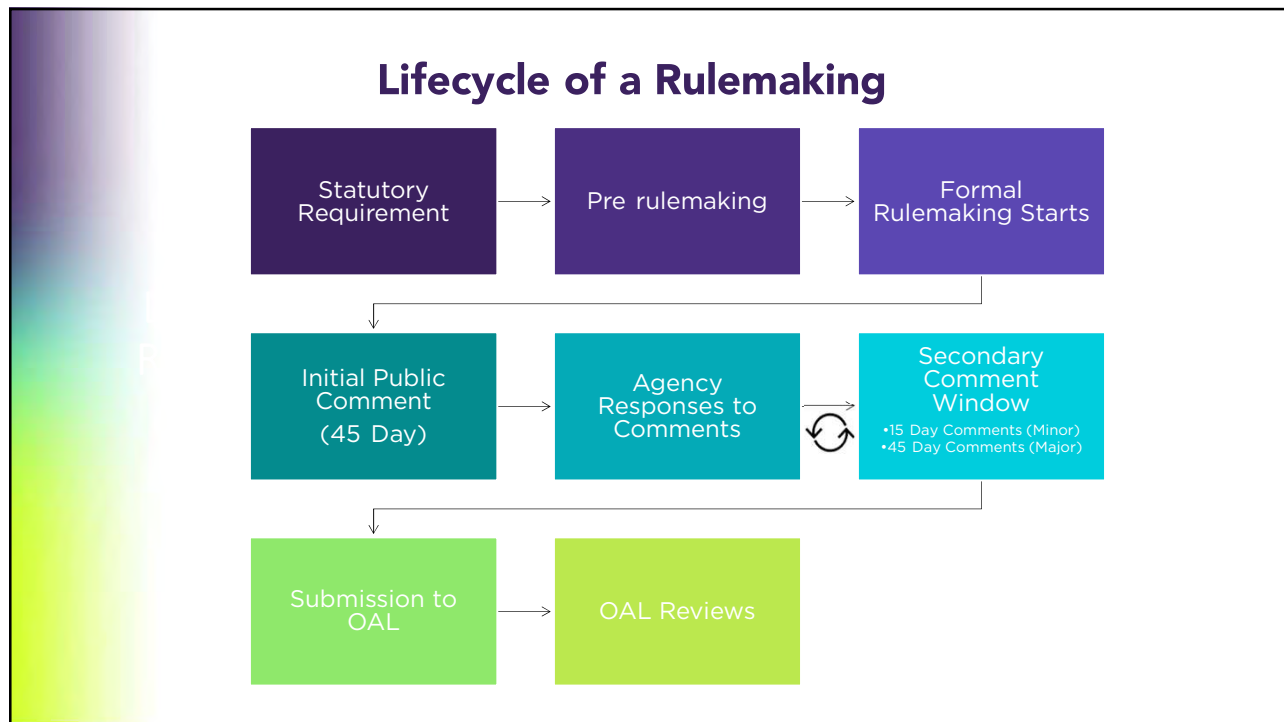 Lifecycle of a Rulemaking
Statutory
Requirement
Pre rulemaking
Formal
Rulemaking Starts
Initial Public
Comment
(45 Day)
Agency
Responses to
Comments
Secondary
Comment
Window
•15 Day Comments (Minor)
•45 Day Comments (Major)
Submission to
OAL
OAL Reviews